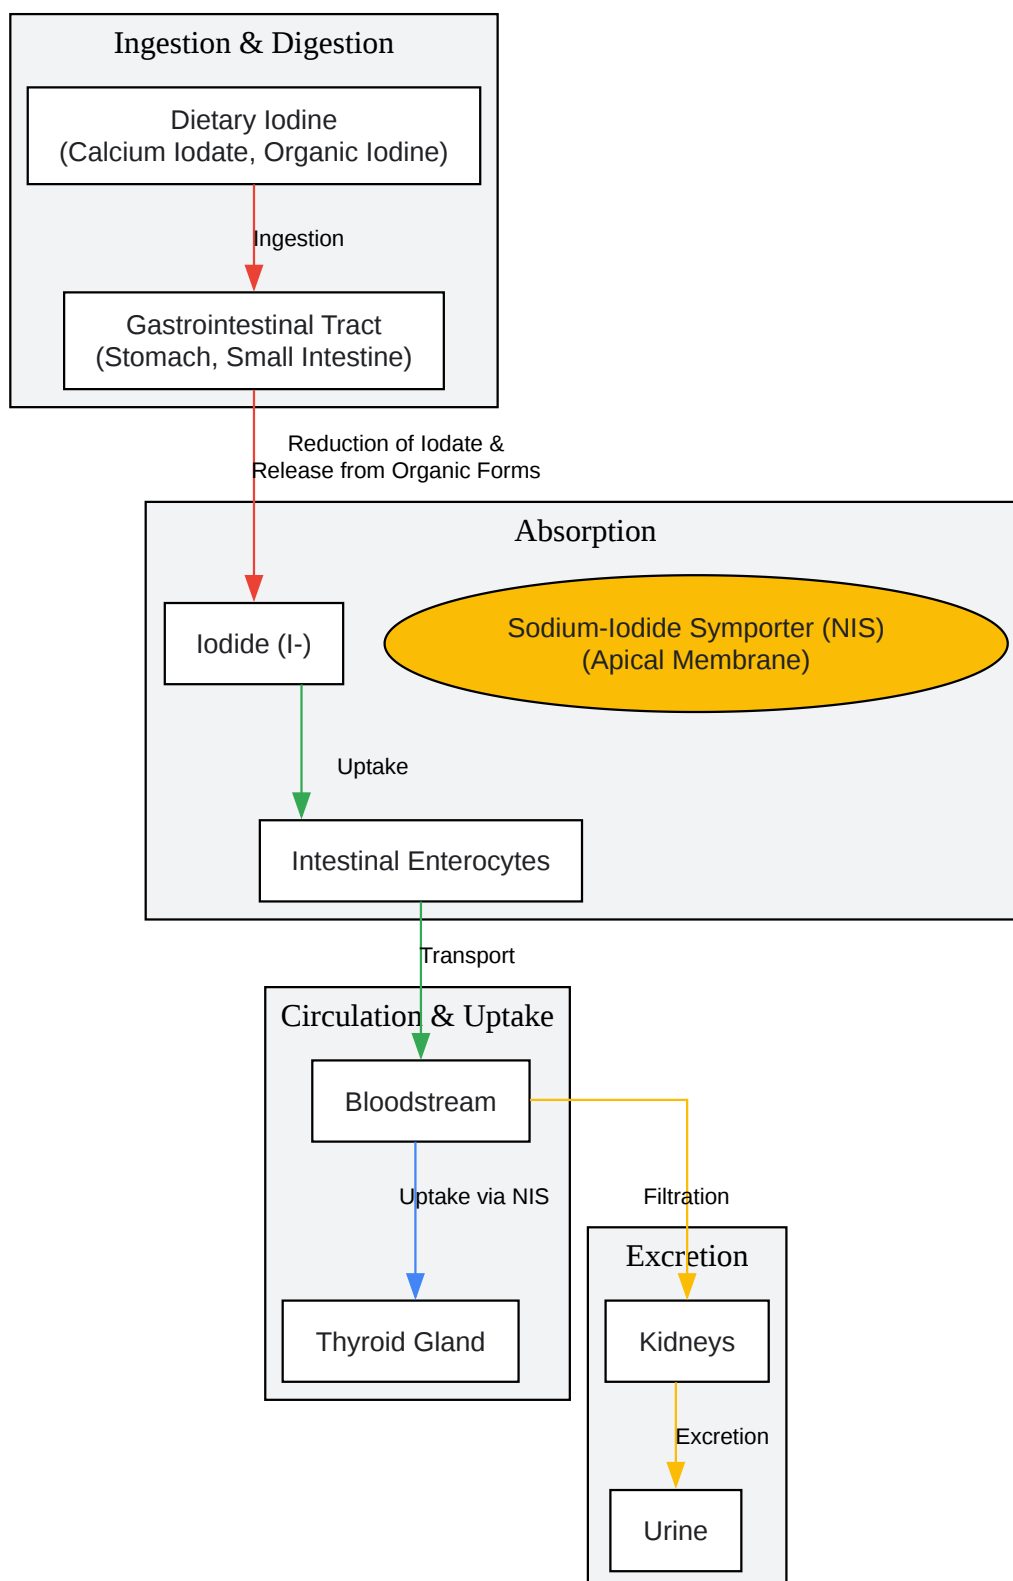 Ingestion & Digestion
Dietary Iodine
(Calcium Iodate, Organic Iodine)
Ingestion
Gastrointestinal Tract
(Stomach, Small Intestine)
Reduction of Iodate &
Release from Organic Forms
Absorption
Iodide (I-)
Sodium-Iodide Symporter (NIS)
(Apical Membrane)
Uptake
Intestinal Enterocytes
Transport
Circulation & Uptake
Bloodstream
Uptake via NIS
Filtration
Excretion
Thyroid Gland
Kidneys
Excretion
Urine